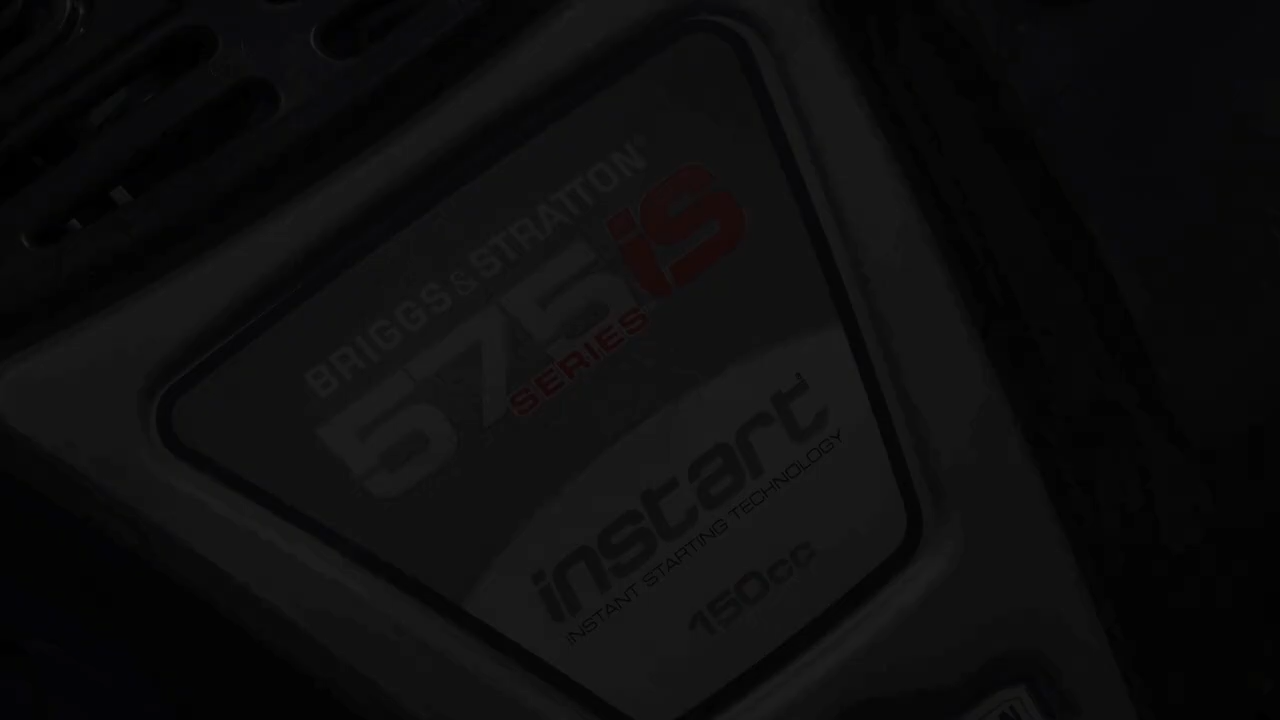 BRIGGS & STRATTON®
575is
SERIES
instart
INSTANT STARTING TECHNOLOGY
150cc